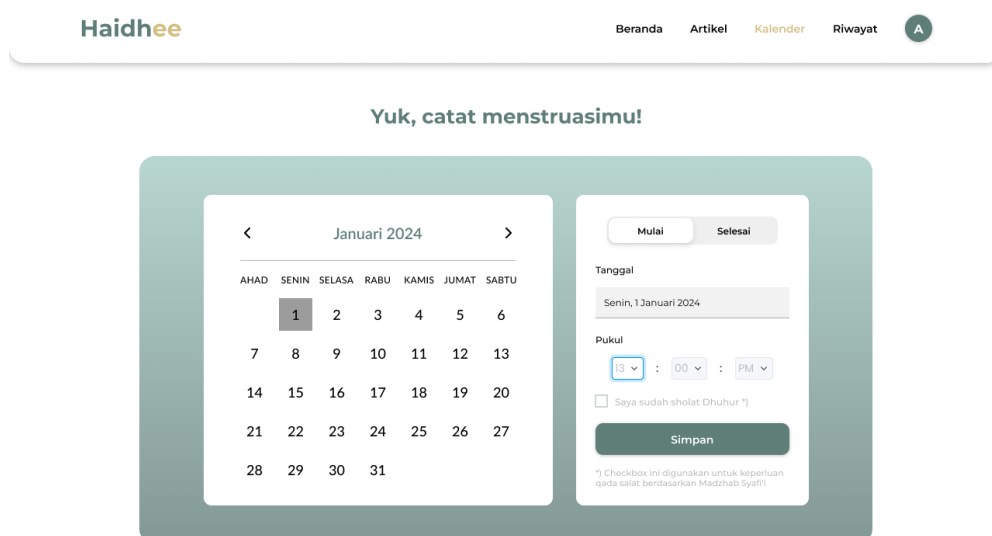 Haidhee
Beranda Artikel Kalender Riwayat A
Yuk, catat menstruasimu!
Januari 2024
AHAD SENIN SELASA RABU KAMIS JUMAT SABTU
1 2 3 4 5 6
7 8 9 10 11 12 13
14 15 16 17 18 19 20
21 22 23 24 25 26 27
28 29 30 31
Mulai Selesai
Tanggal
Senin, 1 Januari 2024
Pukul
13 : 00 : PM
Saya sudah sholat Dhuhur *)
Simpan
*) Checkbox ini digunakan untuk keperluan
qada salat berdasarkan Madzhab Syafi'i